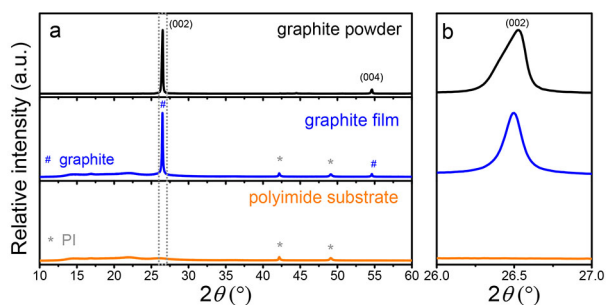 a
graphite powder
(002)
(004)
#
graphite film
# graphite
* * #
polyimide substrate
* PI
* *
10 15 20 25 30 35 40 45 50 55 60
2θ (°)
Relative intensity (a.u.)
b
(002)
26.0 26.5 27.0
2θ (°)